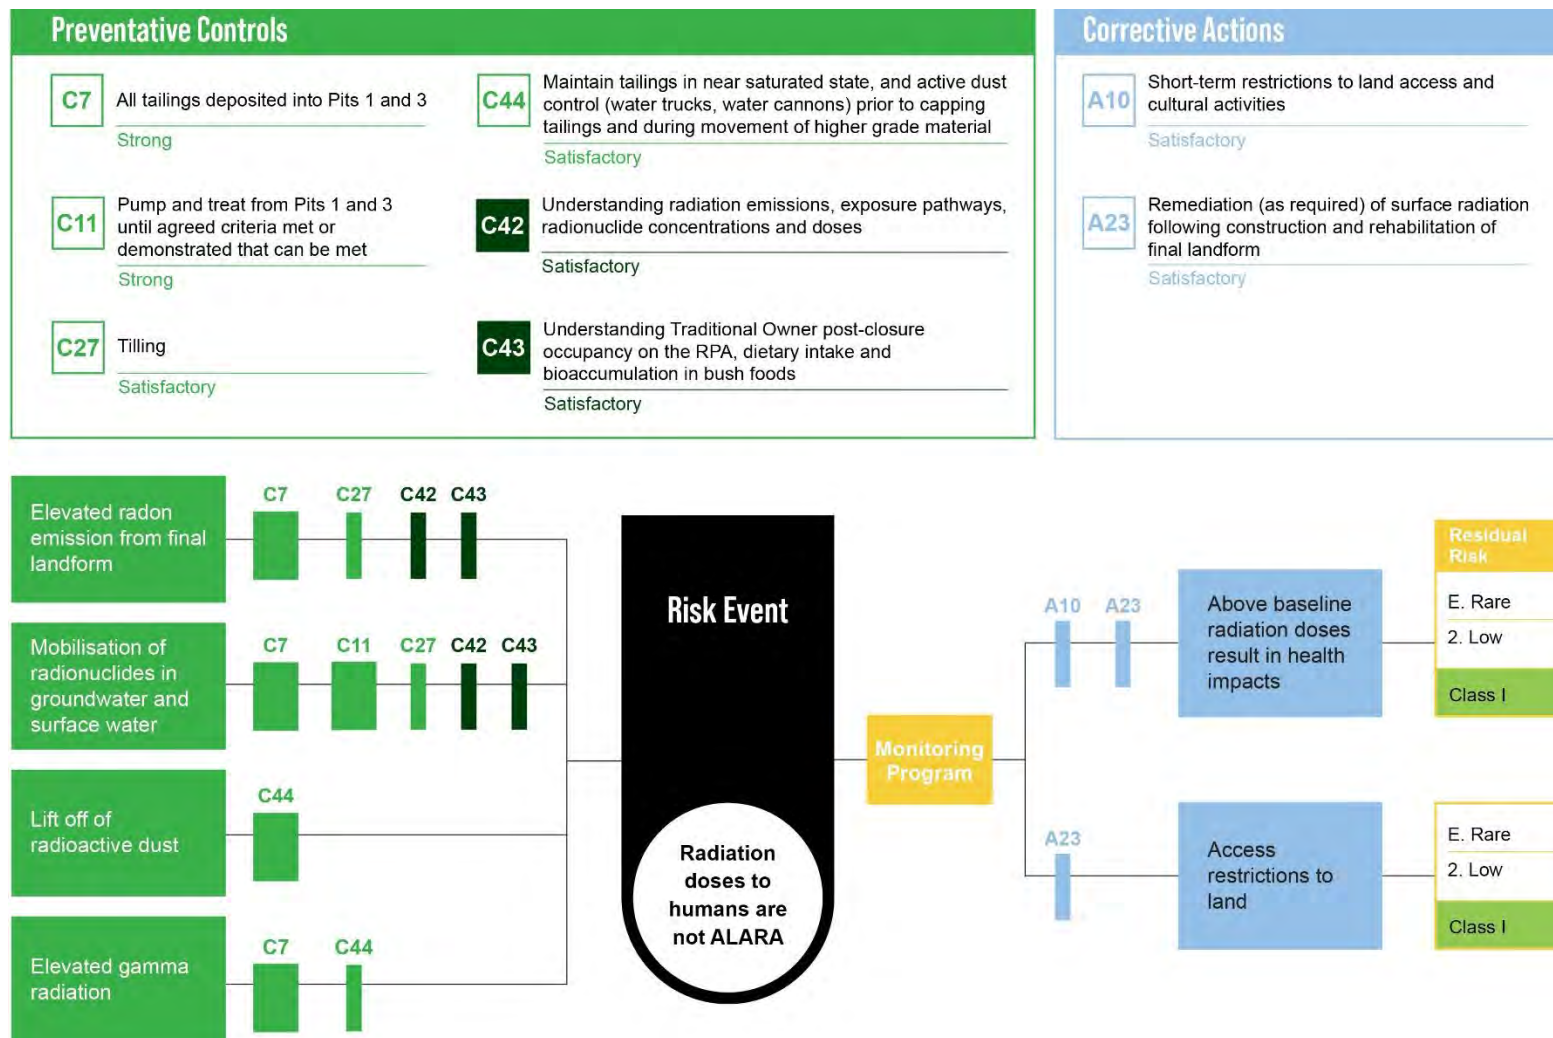 Preventative Controls
C7
All tailings deposited into Pits 1 and 3
Strong
C11
Pump and treat from Pits 1 and 3
until agreed criteria met or
demonstrated that can be met
Strong
C27
Tilling
Satisfactory
C44
Maintain tailings in near saturated state, and active dust
control (water trucks, water cannons) prior to capping
tailings and during movement of higher grade material
Satisfactory
C42
Understanding radiation emissions, exposure pathways,
radionuclide concentrations and doses
Satisfactory
C43
Understanding Traditional Owner post-closure
occupancy on the RPA, dietary intake and
bioaccumulation in bush foods
Satisfactory
Corrective Actions
A10
Short-term restrictions to land access and
cultural activities
Satisfactory
A23
Remediation (as required) of surface radiation
following construction and rehabilitation of
final landform
Satisfactory
Elevated radon
emission from final
landform
C7 C27 C42 C43
Mobilisation of
radionuclides in
groundwater and
surface water
C7 C11 C27 C42 C43
Lift off of
radioactive dust
C44
Elevated gamma
radiation
C7 C44
Risk Event
Radiation
doses to
humans are
not ALARA
Monitoring
Program
A10 A23
Above baseline
radiation doses
result in health
impacts
Residual
Risk
E. Rare
2. Low
Class I
A23
Access
restrictions to
land
E. Rare
2. Low
Class I